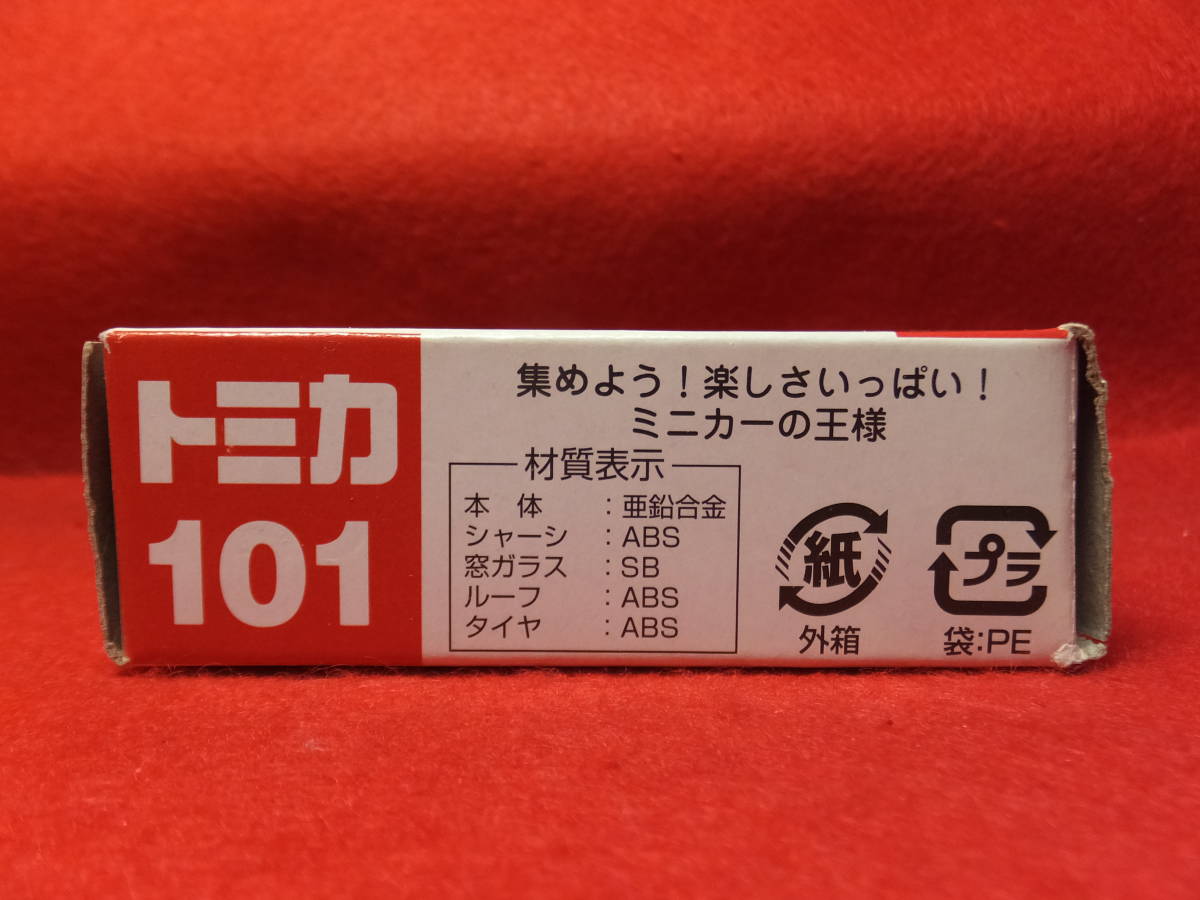 トミカ
101
集めよう！楽しさいっぱい！
ミニカーの王様
材質表示
本 体 : 亜鉛合金
シャーシ : ABS
窓ガラス : SB
ルーフ : ABS
タイヤ : ABS
紙
外箱
プラ
袋:PE